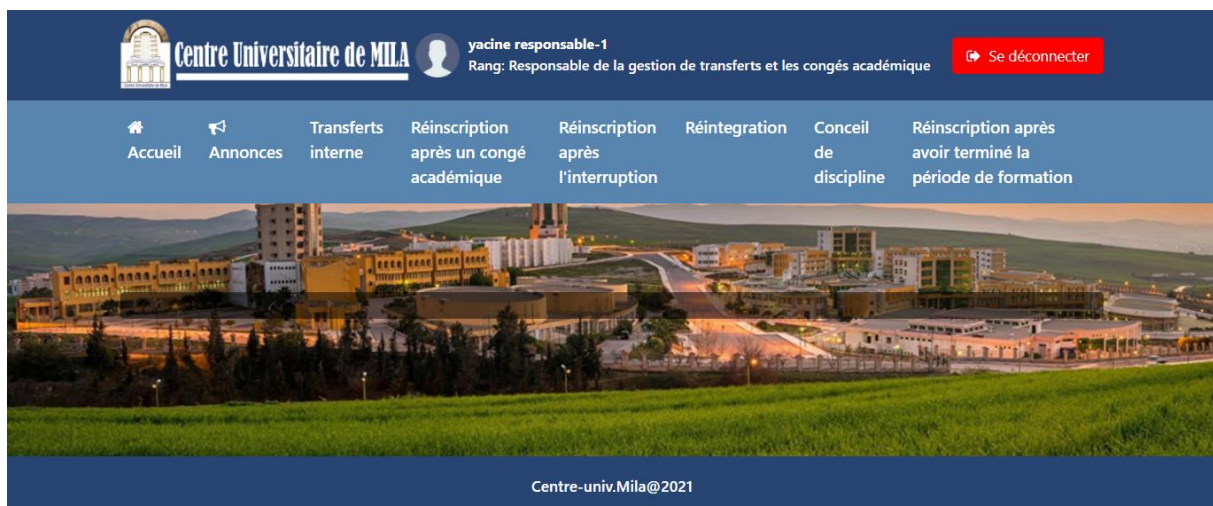 Centre Universitaire de MILA
yacine responsable-1
Rang: Responsable de la gestion de transferts et les congés académique
Se déconnecter
Accueil
Annonces
Transferts
interne
Réinscription
après un congé
académique
Réinscription
après
l'interruption
Réintegration
Conceil
de
discipline
Réinscription après
avoir terminé la
période de formation
Centre-univ.Mila@2021